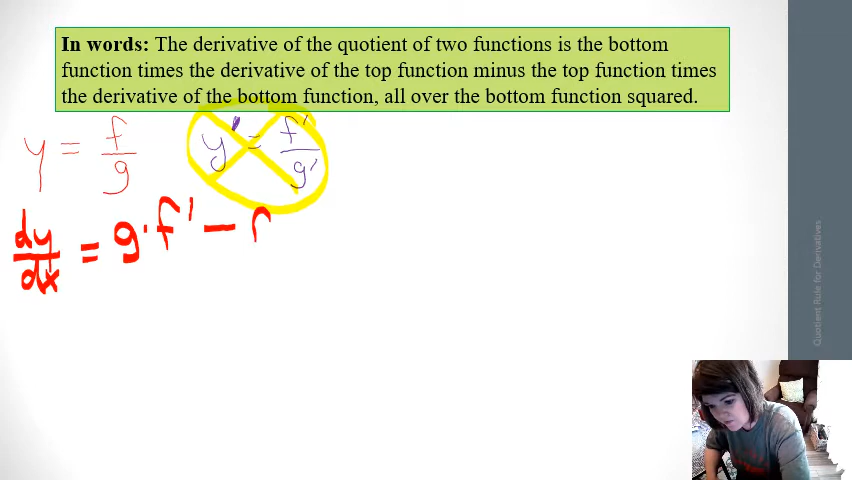 In words: The derivative of the quotient of two functions is the bottom
function times the derivative of the top function minus the top function times
the derivative of the bottom function, all over the bottom function squared.
y = f/g
y' = f'/g'
dy/dx = g·f' –
Quotient Rule for Derivatives